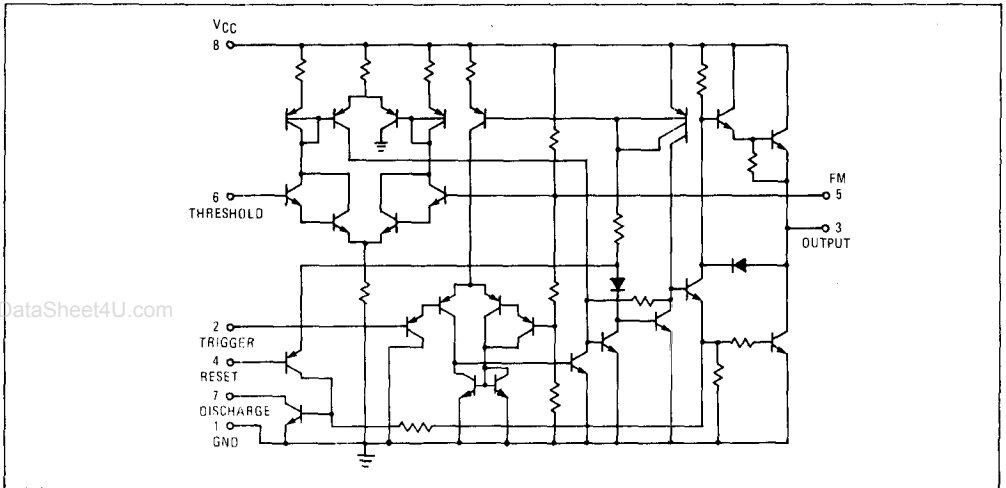 VCC
8
6
THRESHOLD
FM
5
3
OUTPUT
DataSheet4U.com
2
TRIGGER
4
RESET
7
DISCHARGE
1
GND